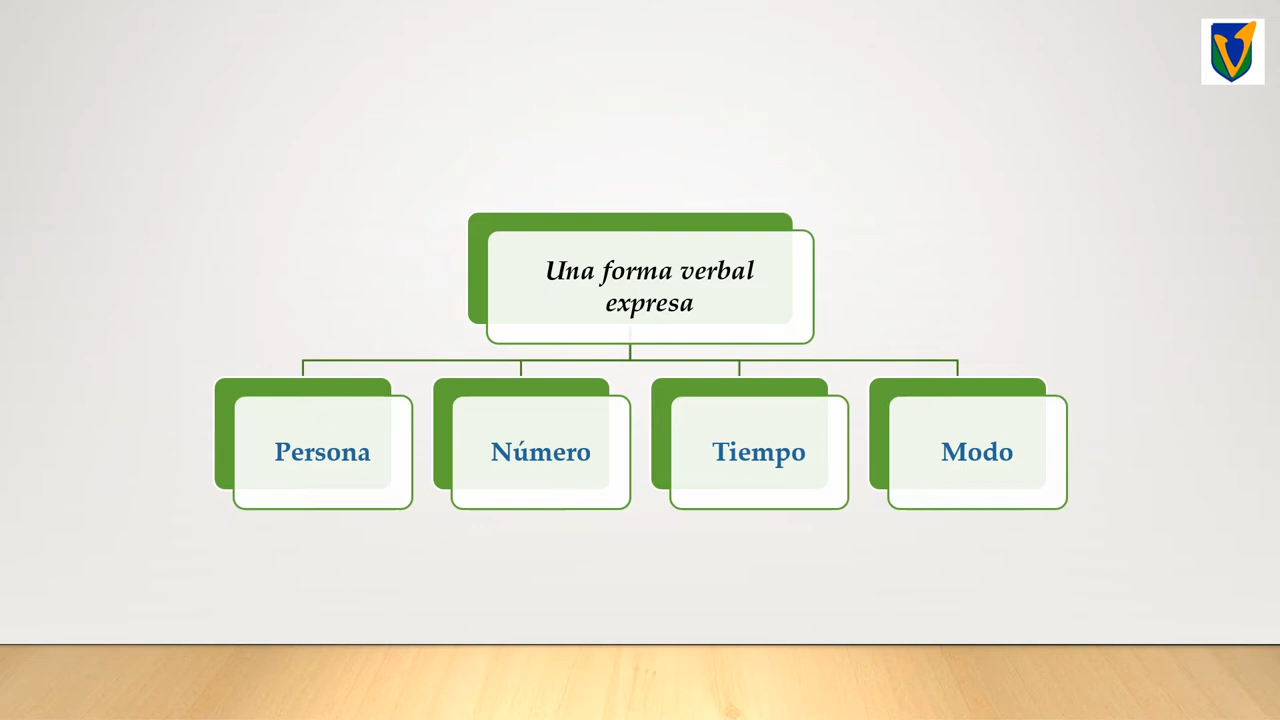 Una forma verbal
expresa
Persona
Número
Tiempo
Modo